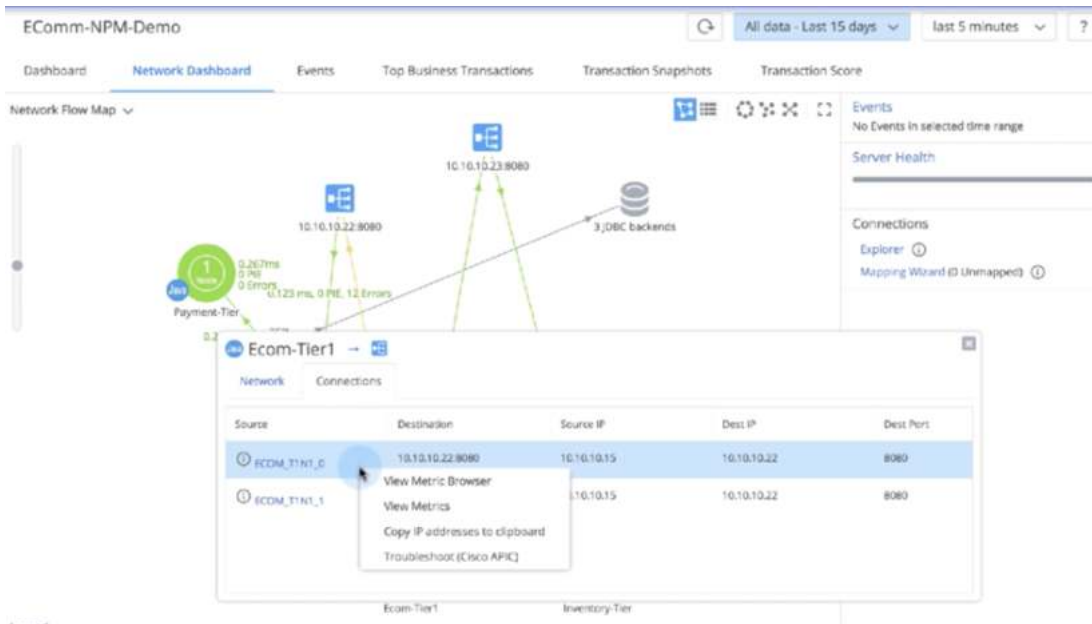 EComm-NPM-Demo
All data - Last 15 days
last 5 minutes
?
Dashboard Network Dashboard Events Top Business Transactions Transaction Snapshots Transaction Score
Network Flow Map
Events
No Events in selected time range
Server Health
Connections
Explorer
Mapping Wizard (0 Unmapped)
10.10.10.23:8080
10.10.10.22:8080
3 JDBC backends
1
Java
Payment-Tier
0.267ms
0 PIE
0 Errors
0.123 ms, 0 PIE, 12 Errors
Ecom-Tier1
Network Connections
Source Destination Source IP Dest IP Dest Port
ECOM_T1N1_0 10.10.10.22:8080 10.10.10.15 10.10.10.22 8080
ECOM_T1N1_1 10.10.15 10.10.10.22 8080
View Metric Browser
View Metrics
Copy IP addresses to clipboard
Troubleshoot (Cisco APIC)
Ecom-Tier1 Inventory-Tier